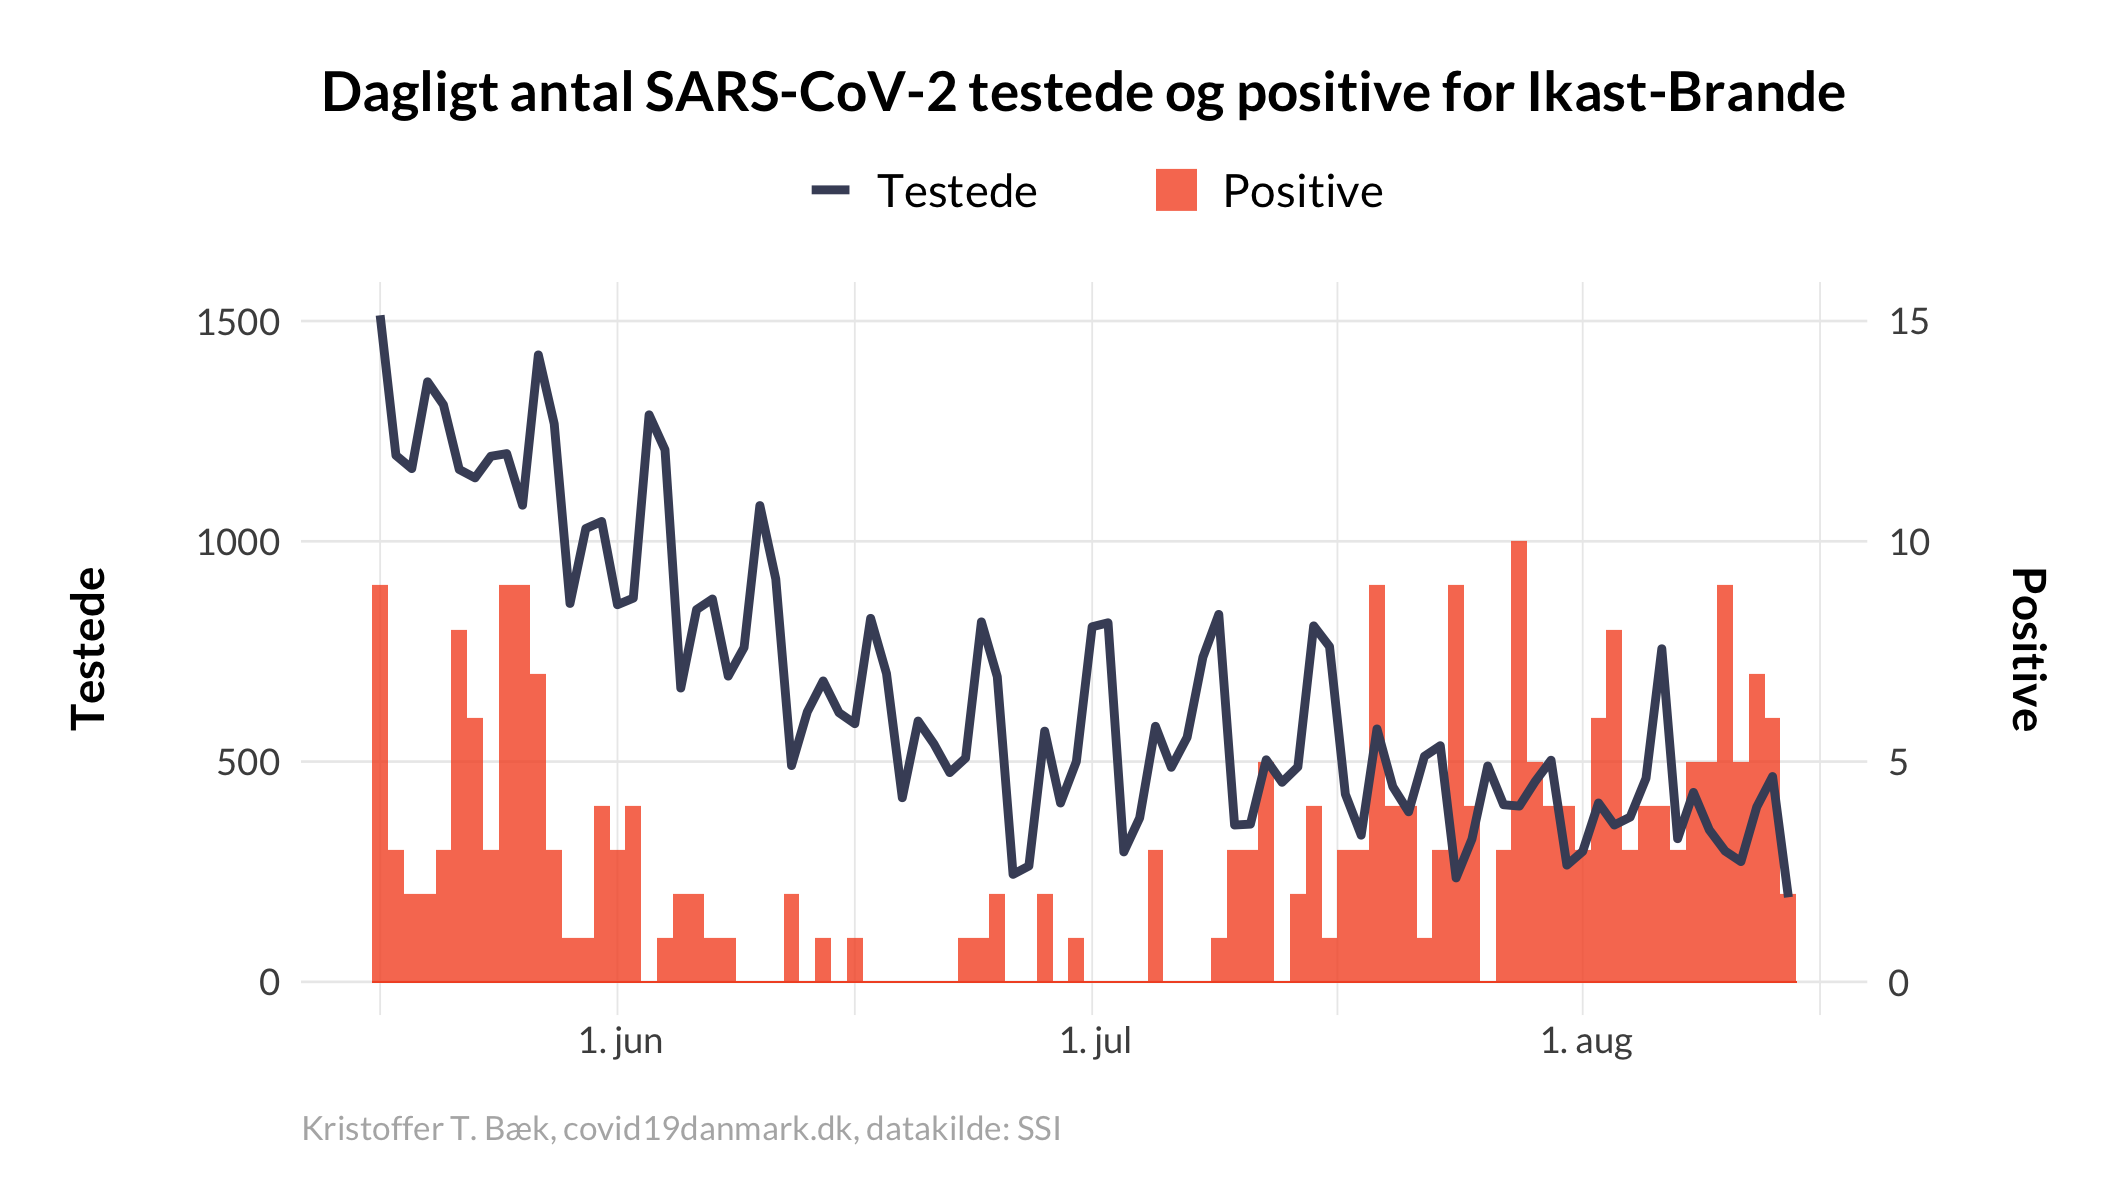 Dagligt antal SARS-CoV-2 testede og positive for Ikast-Brande
Testede
Positive
1500
1000
500
0
15
10
5
0
Testede
Positive
1. jun
1. jul
1. aug
Kristoffer T. Bæk, covid19danmark.dk, datakilde: SSI